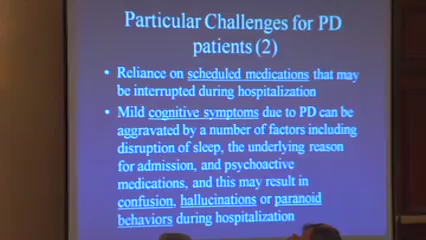 Particular Challenges for PD
patients (2)
• Reliance on scheduled medications that may
be interrupted during hospitalization
• Mild cognitive symptoms due to PD can be
aggravated by a number of factors including
disruption of sleep, the underlying reason
for admission, and psychoactive
medications, and this may result in
confusion, hallucinations or paranoid
behaviors during hospitalization